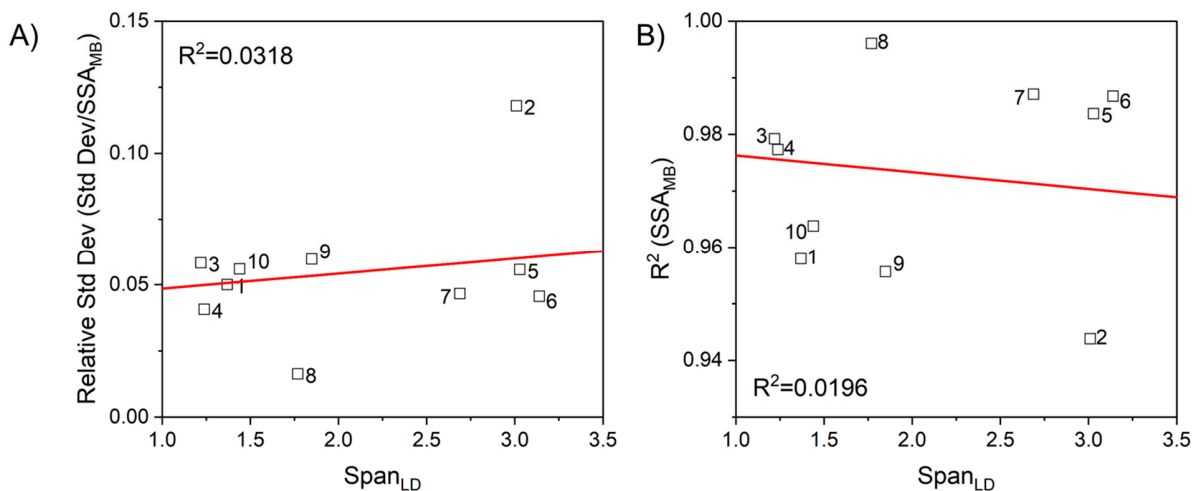 A)
R²=0.0318
Relative Std Dev (Std Dev/SSA_MB)
0.15
0.10
0.05
0.00
2
3
10
9
1
4
7
5
6
8
1.0 1.5 2.0 2.5 3.0 3.5
Span_LD
B)
R² (SSA_MB)
1.00
0.98
0.96
0.94
8
7
6
5
3
4
10
1
9
2
R²=0.0196
1.0 1.5 2.0 2.5 3.0 3.5
Span_LD